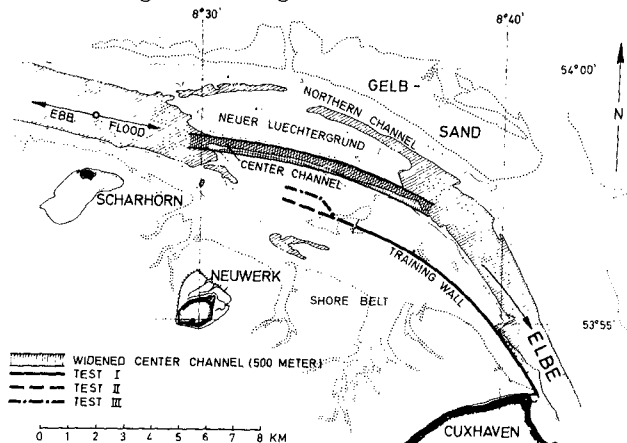 8°30'
8°40'
54°00'
N
GELB-
SAND
NORTHERN CHANNEL
NEUER LUECHTERGRUND
EBB
FLOOD
CENTER CHANNEL
SCHARHÖRN
NEUWERK
TRAINING WALL
SHORE BELT
53°55'
ELBE
WIDENED CENTER CHANNEL (500 METER)
TEST I
TEST II
TEST III
0 1 2 3 4 5 6 7 8 KM
CUXHAVEN